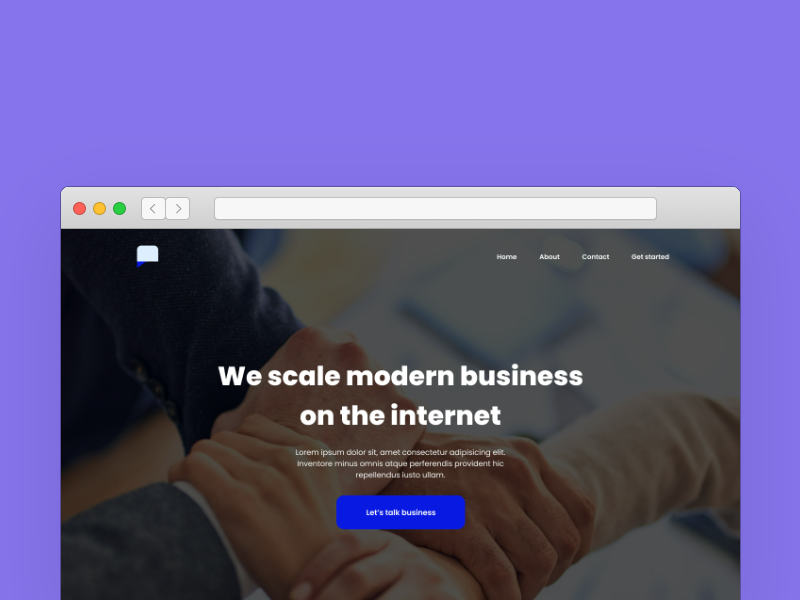 Home About Contact Get started
We scale modern business
on the internet
Lorem ipsum dolor sit, amet consectetur adipisicing elit.
Inventore minus omnis atque perferendis provident hic
repellendus iusto ullam.
Let's talk business